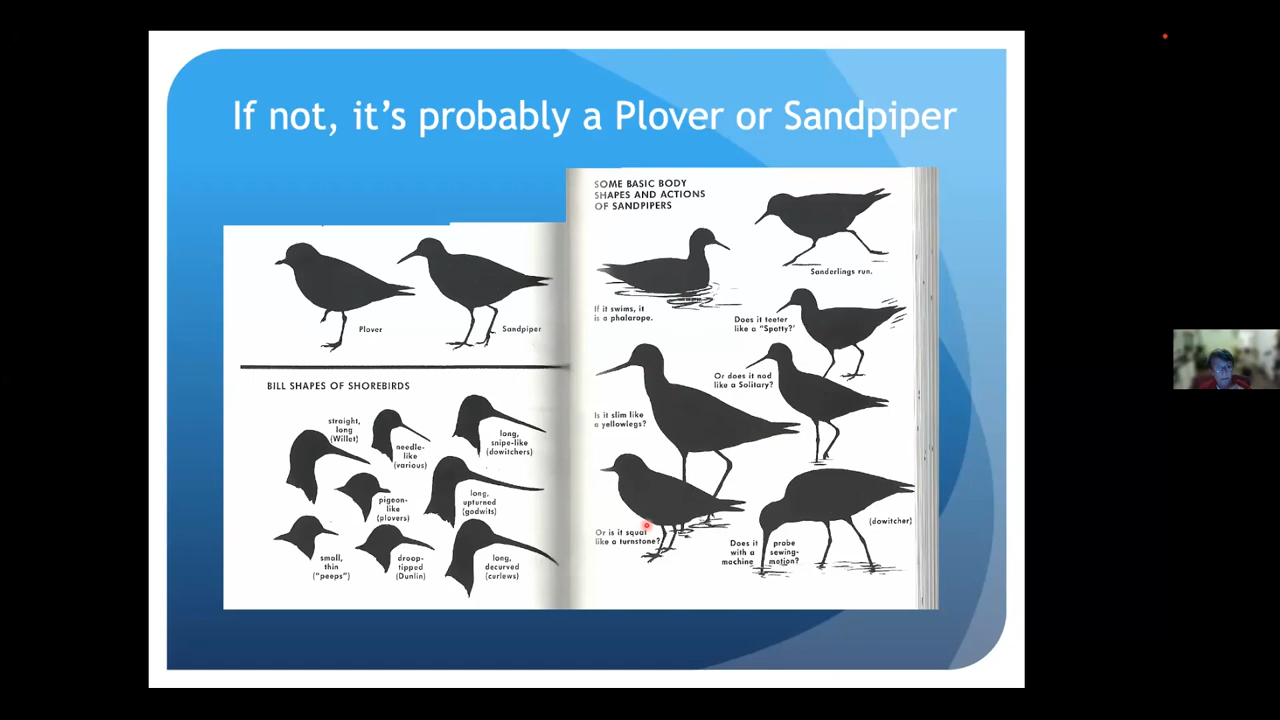 If not, it's probably a Plover or Sandpiper
Plover
Sandpiper
BILL SHAPES OF SHOREBIRDS
straight,
long
(Willet)
needle-
like
(various)
long,
snipe-like
(dowitchers)
pigeon-
like
(plovers)
long,
upturned
(godwits)
small,
thin
("peeps")
droop-
tipped
(Dunlin)
long,
decurved
(curlews)
SOME BASIC BODY
SHAPES AND ACTIONS
OF SANDPIPERS
Sanderlings run.
If it swims, it
is a phalarope.
Does it teeter
like a "Spotty?'
Or does it nod
like a Solitary?
Is it slim like
a yellowlegs?
Or is it squat
like a turnstone?
(dowitcher)
Does it probe
with a sewing-
machine motion?